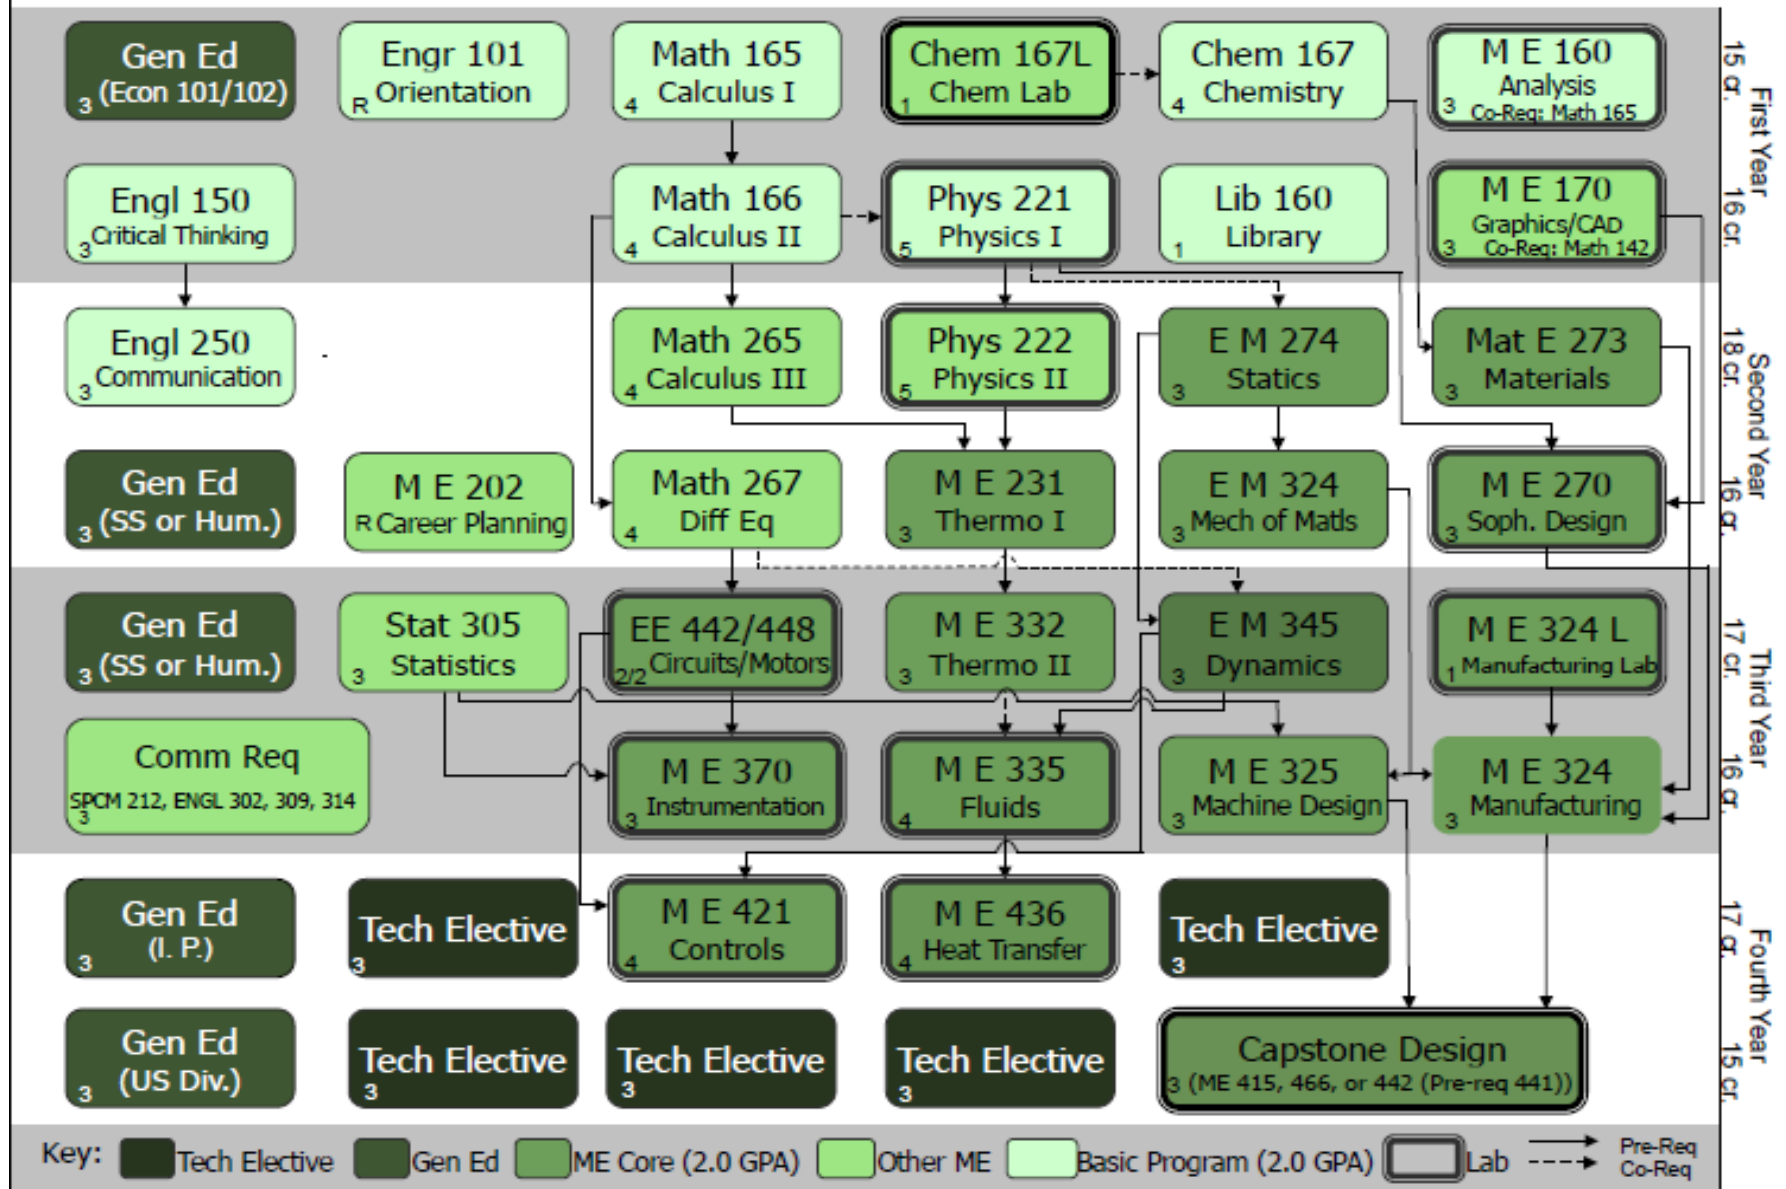 Gen Ed
3 (Econ 101/102)
Engr 101
R Orientation
Math 165
4 Calculus I
Chem 167L
1 Chem Lab
Chem 167
4 Chemistry
M E 160
Analysis
3 Co-Req: Math 165
15 cr.
First Year
Engl 150
3 Critical Thinking
Math 166
4 Calculus II
Phys 221
5 Physics I
Lib 160
1 Library
M E 170
Graphics/CAD
3 Co-Req: Math 142
16 cr.
Engl 250
3 Communication
Math 265
4 Calculus III
Phys 222
5 Physics II
E M 274
3 Statics
Mat E 273
3 Materials
18 cr.
Second Year
Gen Ed
3 (SS or Hum.)
M E 202
R Career Planning
Math 267
4 Diff Eq
M E 231
3 Thermo I
E M 324
3 Mech of Matls
M E 270
3 Soph. Design
16 cr.
Gen Ed
3 (SS or Hum.)
Stat 305
3 Statistics
EE 442/448
2/2 Circuits/Motors
M E 332
3 Thermo II
E M 345
3 Dynamics
M E 324 L
1 Manufacturing Lab
17 cr.
Third Year
Comm Req
SPCM 212, ENGL 302, 309, 314
3
M E 370
3 Instrumentation
M E 335
4 Fluids
M E 325
3 Machine Design
M E 324
3 Manufacturing
16 cr.
Gen Ed
3 (I. P.)
Tech Elective
3
M E 421
4 Controls
M E 436
4 Heat Transfer
Tech Elective
3
17 cr.
Fourth Year
Gen Ed
3 (US Div.)
Tech Elective
3
Tech Elective
3
Tech Elective
3
Capstone Design
3 (ME 415, 466, or 442 (Pre-req 441))
15 cr.
Key: Tech Elective Gen Ed ME Core (2.0 GPA) Other ME Basic Program (2.0 GPA) Lab Pre-Req
Co-Req